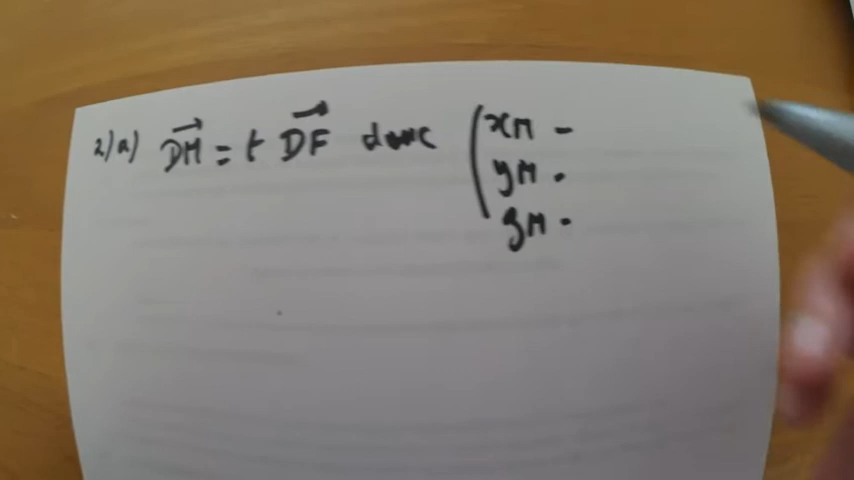 2)a) DM = t DF donc ( xM -
yM -
zM -